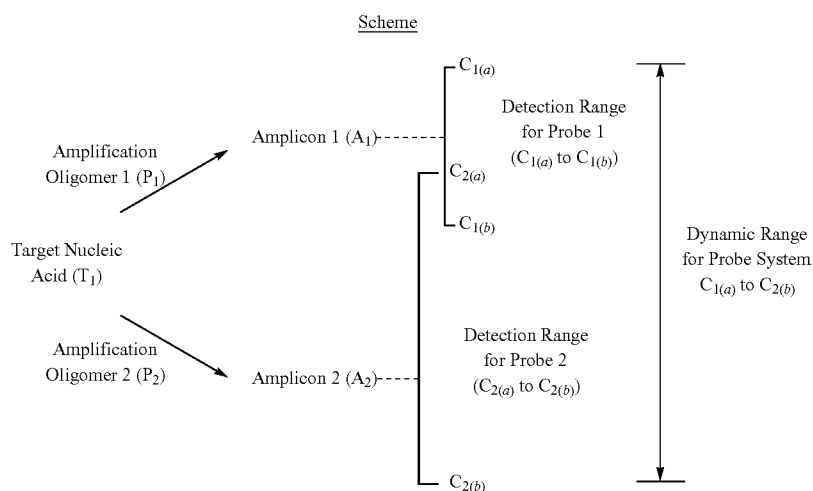 Scheme
C1(a)
Detection Range
for Probe 1
(C1(a) to C1(b))
Amplicon 1 (A1)
Amplification
Oligomer 1 (P1)
C2(a)
C1(b)
Target Nucleic
Acid (T1)
Dynamic Range
for Probe System
C1(a) to C2(b)
Amplification
Oligomer 2 (P2)
Amplicon 2 (A2)
Detection Range
for Probe 2
(C2(a) to C2(b))
C2(b)